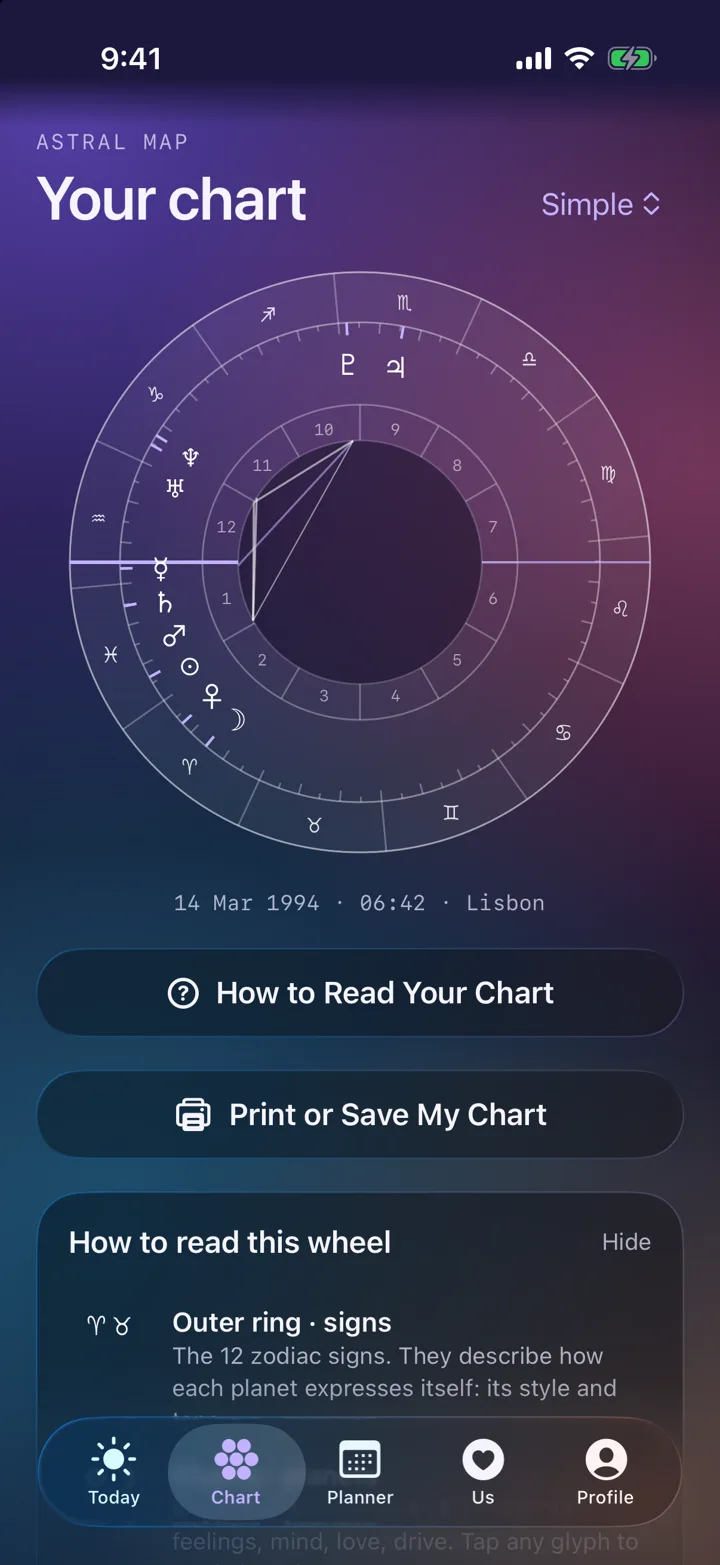 9:41
ASTRAL MAP
Your chart
Simple
♏︎
♐︎
♎︎
♇ ♃
♑︎
10 9
♆
11 8
♍︎
♅
♒︎
12 7
☿
1 6
♄
♌︎
♂
♓︎
☉
2 5
♀
3 4
☽
♋︎
♈︎
♊︎
♉︎
14 Mar 1994 · 06:42 · Lisbon
? How to Read Your Chart
Print or Save My Chart
How to read this wheel
Hide
♈︎ ♉︎
Outer ring · signs
The 12 zodiac signs. They describe how
each planet expresses itself: its style and
Today
Chart
Planner
Us
Profile
feelings, mind, love, drive. Tap any glyph to